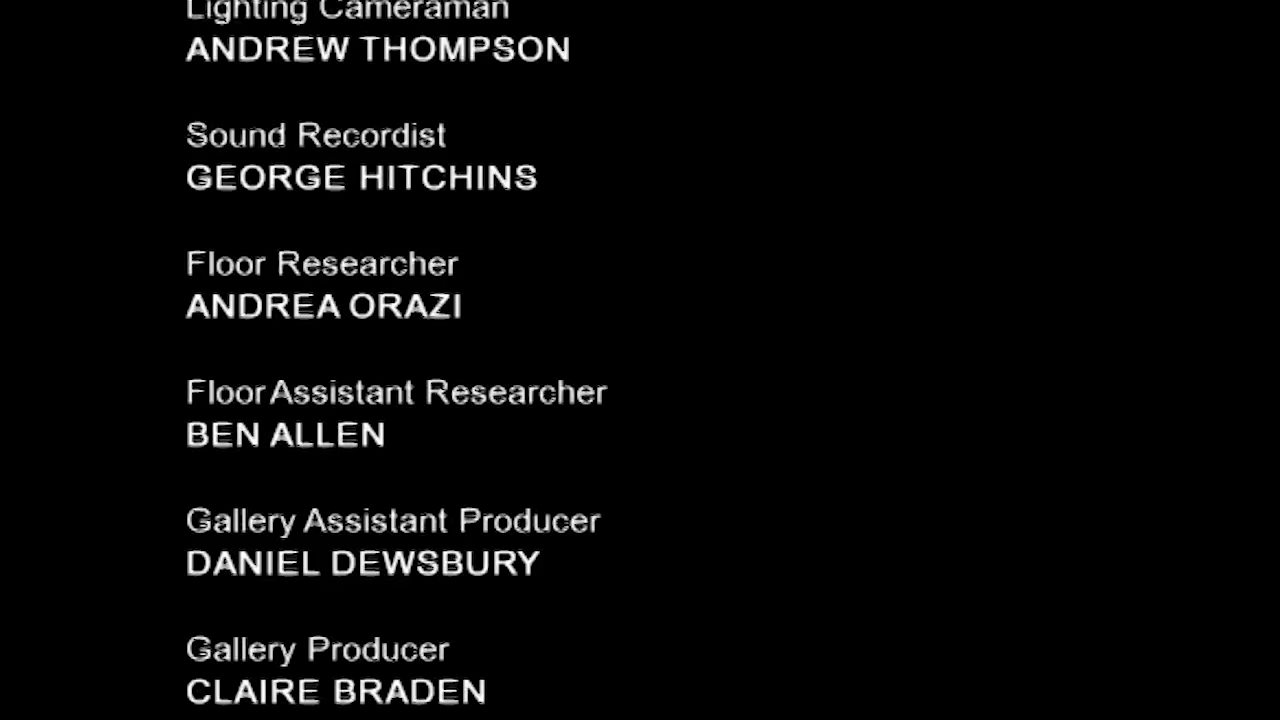 Lighting Cameraman
ANDREW THOMPSON
Sound Recordist
GEORGE HITCHINS
Floor Researcher
ANDREA ORAZI
Floor Assistant Researcher
BEN ALLEN
Gallery Assistant Producer
DANIEL DEWSBURY
Gallery Producer
CLAIRE BRADEN